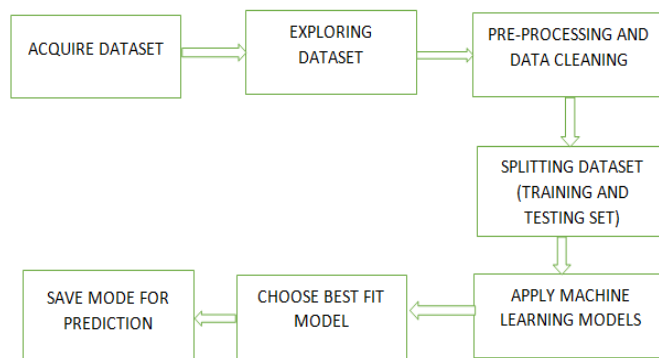 ACQUIRE DATASET
EXPLORING
DATASET
PRE-PROCESSING AND
DATA CLEANING
SPLITTING DATASET
(TRAINING AND
TESTING SET)
APPLY MACHINE
LEARNING MODELS
CHOOSE BEST FIT
MODEL
SAVE MODE FOR
PREDICTION